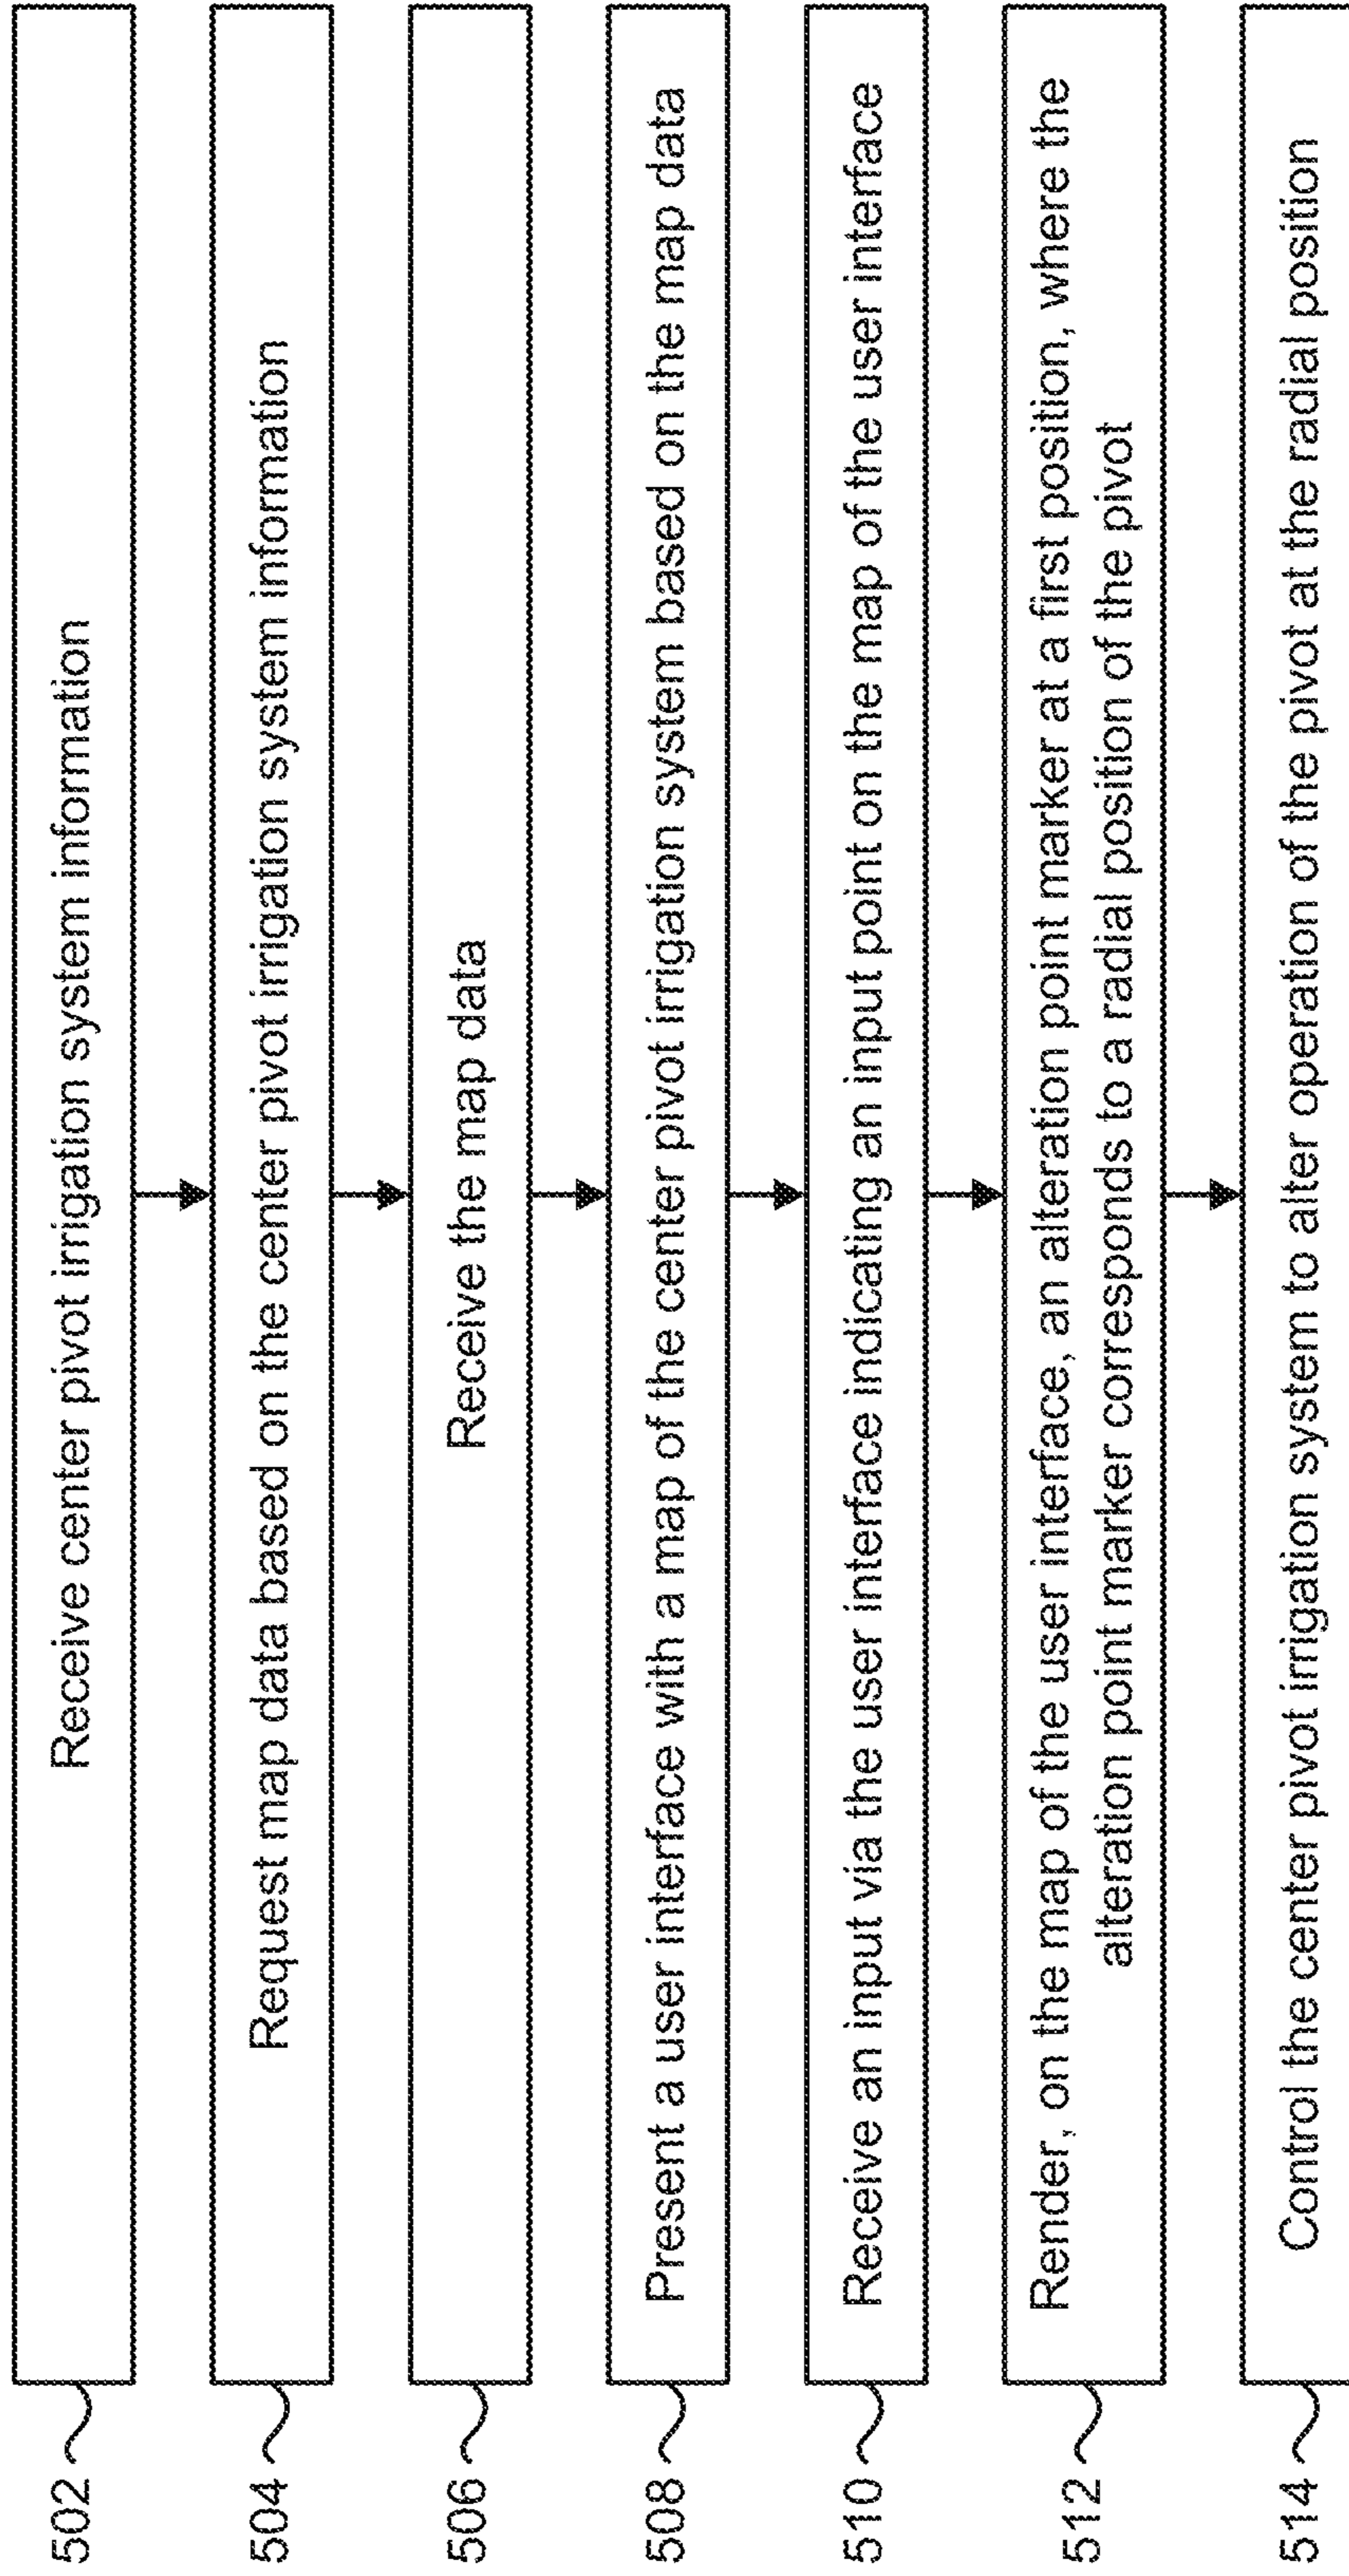 502 Receive center pivot irrigation system information
504 Request map data based on the center pivot irrigation system information
506 Receive the map data
508 Present a user interface with a map of the center pivot irrigation system based on the map data
510 Receive an input via the user interface indicating an input point on the map of the user interface
512 Render, on the map of the user interface, an alteration point marker at a first position, where the
alteration point marker corresponds to a radial position of the pivot
514 Control the center pivot irrigation system to alter operation of the pivot at the radial position